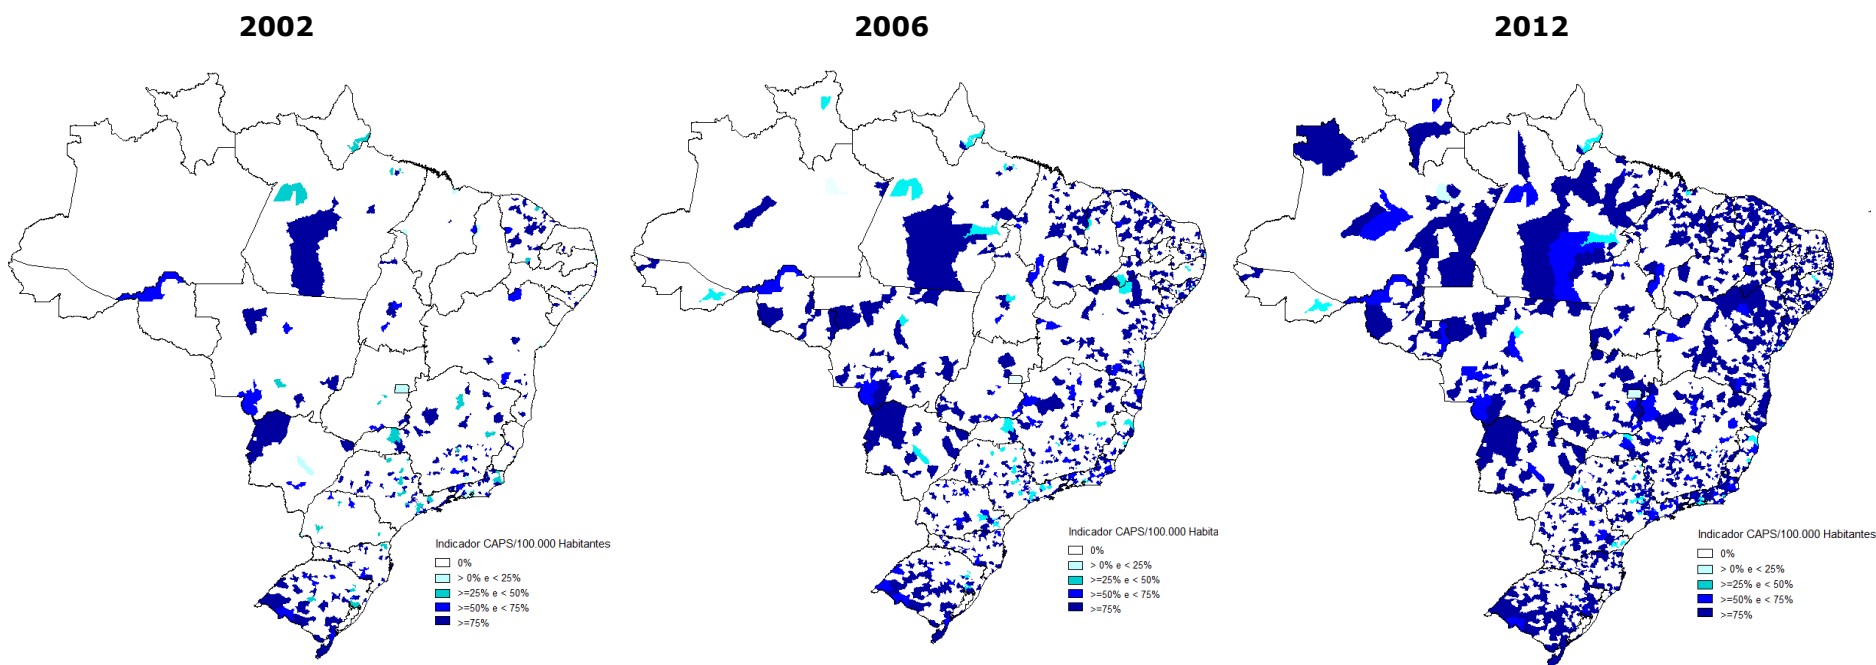 2002
2006
2012
Indicador CAPS/100.000 Habitantes
0%
> 0% e < 25%
>=25% e < 50%
>=50% e < 75%
>=75%
Indicador CAPS/100.000 Habita
0%
> 0% e < 25%
>=25% e < 50%
>=50% e < 75%
>=75%
Indicador CAPS/100.000 Habitantes
0%
> 0% e < 25%
>=25% e < 50%
>=50% e < 75%
>=75%